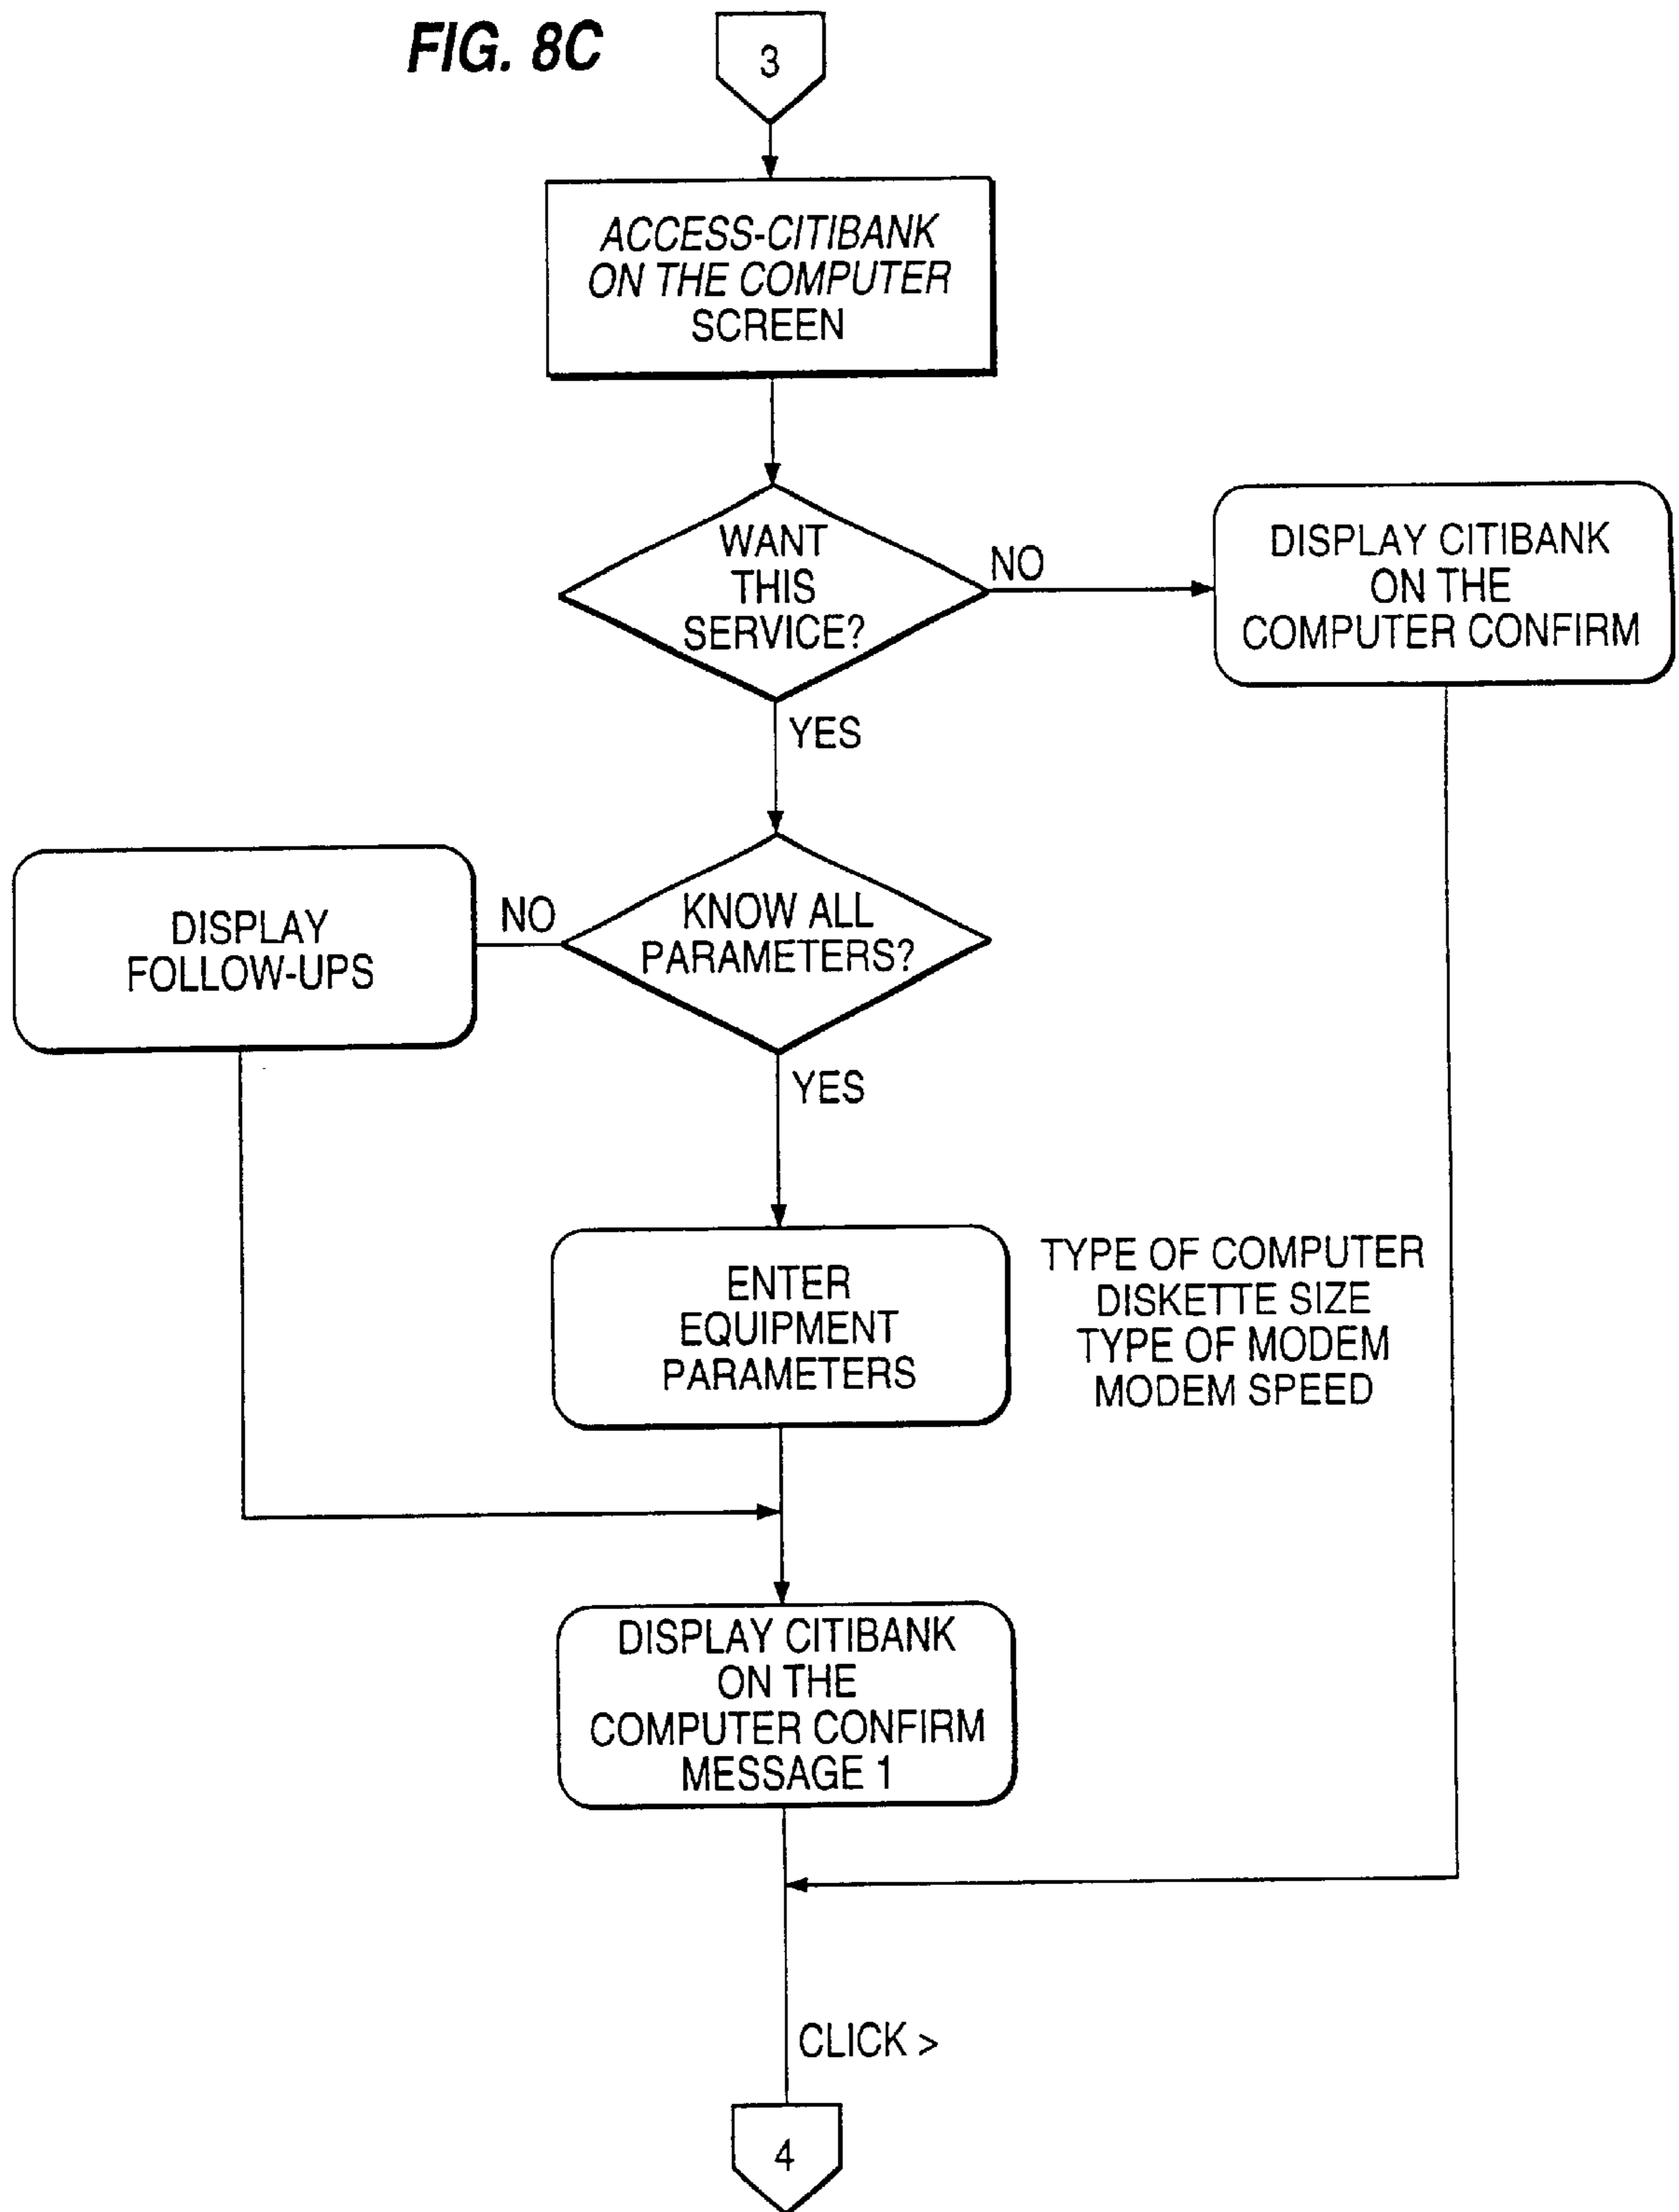 FIG. 8C
3
ACCESS-CITIBANK
ON THE COMPUTER
SCREEN
WANT
THIS
SERVICE?
NO
DISPLAY CITIBANK
ON THE
COMPUTER CONFIRM
YES
DISPLAY
FOLLOW-UPS
NO
KNOW ALL
PARAMETERS?
YES
ENTER
EQUIPMENT
PARAMETERS
TYPE OF COMPUTER
DISKETTE SIZE
TYPE OF MODEM
MODEM SPEED
DISPLAY CITIBANK
ON THE
COMPUTER CONFIRM
MESSAGE 1
CLICK >
4